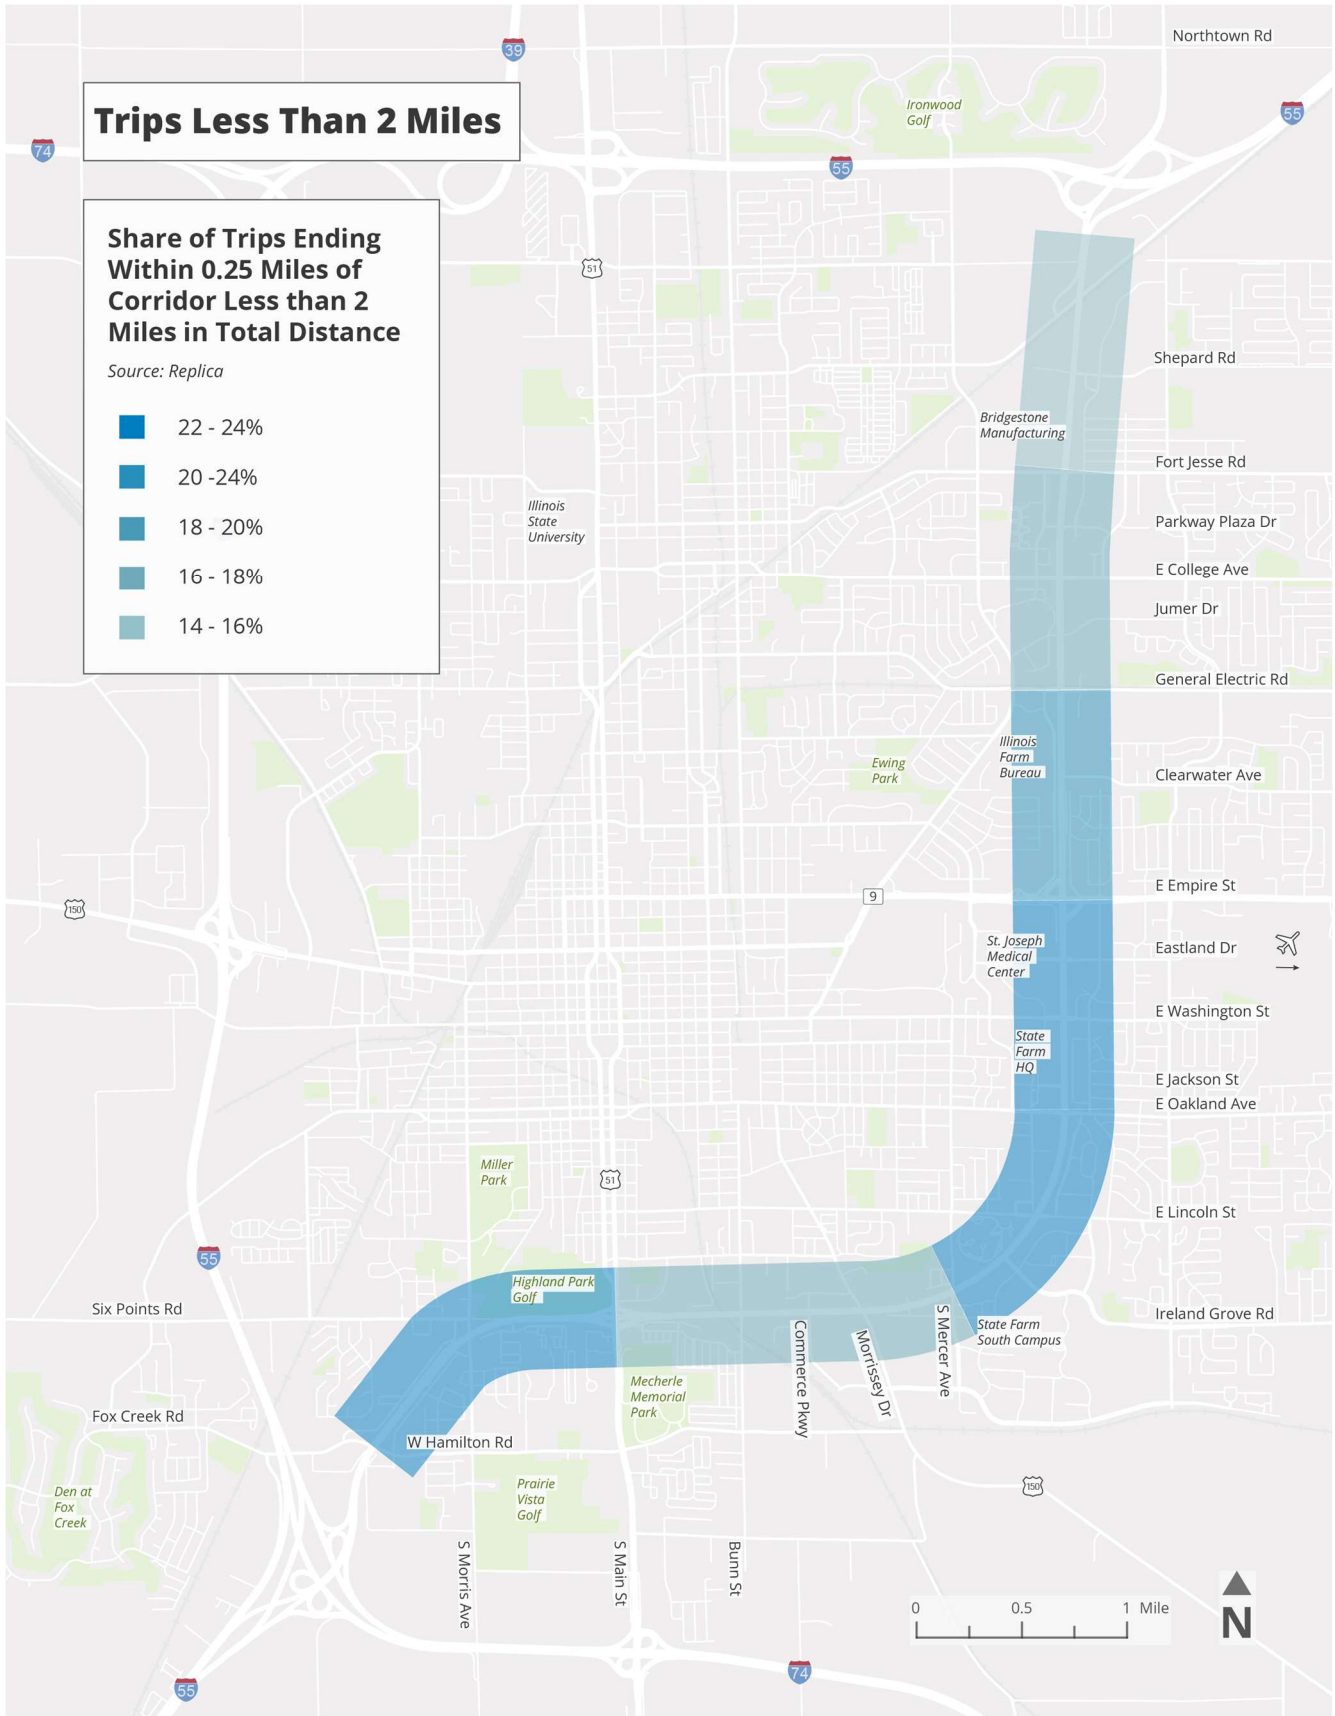 Northtown Rd
39
Ironwood
Golf
55
Trips Less Than 2 Miles
74
55
Share of Trips Ending
Within 0.25 Miles of
Corridor Less than 2
Miles in Total Distance
Source: Replica
22 - 24%
20 -24%
18 - 20%
16 - 18%
14 - 16%
51
Shepard Rd
Bridgestone
Manufacturing
Fort Jesse Rd
Illinois
State
University
Parkway Plaza Dr
E College Ave
Jumer Dr
General Electric Rd
Illinois
Farm
Bureau
Ewing
Park
Clearwater Ave
E Empire St
9
150
St. Joseph
Medical
Center
Eastland Dr
E Washington St
State
Farm
HQ
E Jackson St
E Oakland Ave
Miller
Park
51
E Lincoln St
55
Highland Park
Golf
Six Points Rd
Ireland Grove Rd
State Farm
South Campus
S Mercer Ave
Commerce Pkwy
Morrissey Dr
Mecherle
Memorial
Park
Fox Creek Rd
W Hamilton Rd
Den at
Fox
Creek
Prairie
Vista
Golf
150
S Morris Ave
S Main St
Bunn St
0 0.5 1 Mile
N
74
55